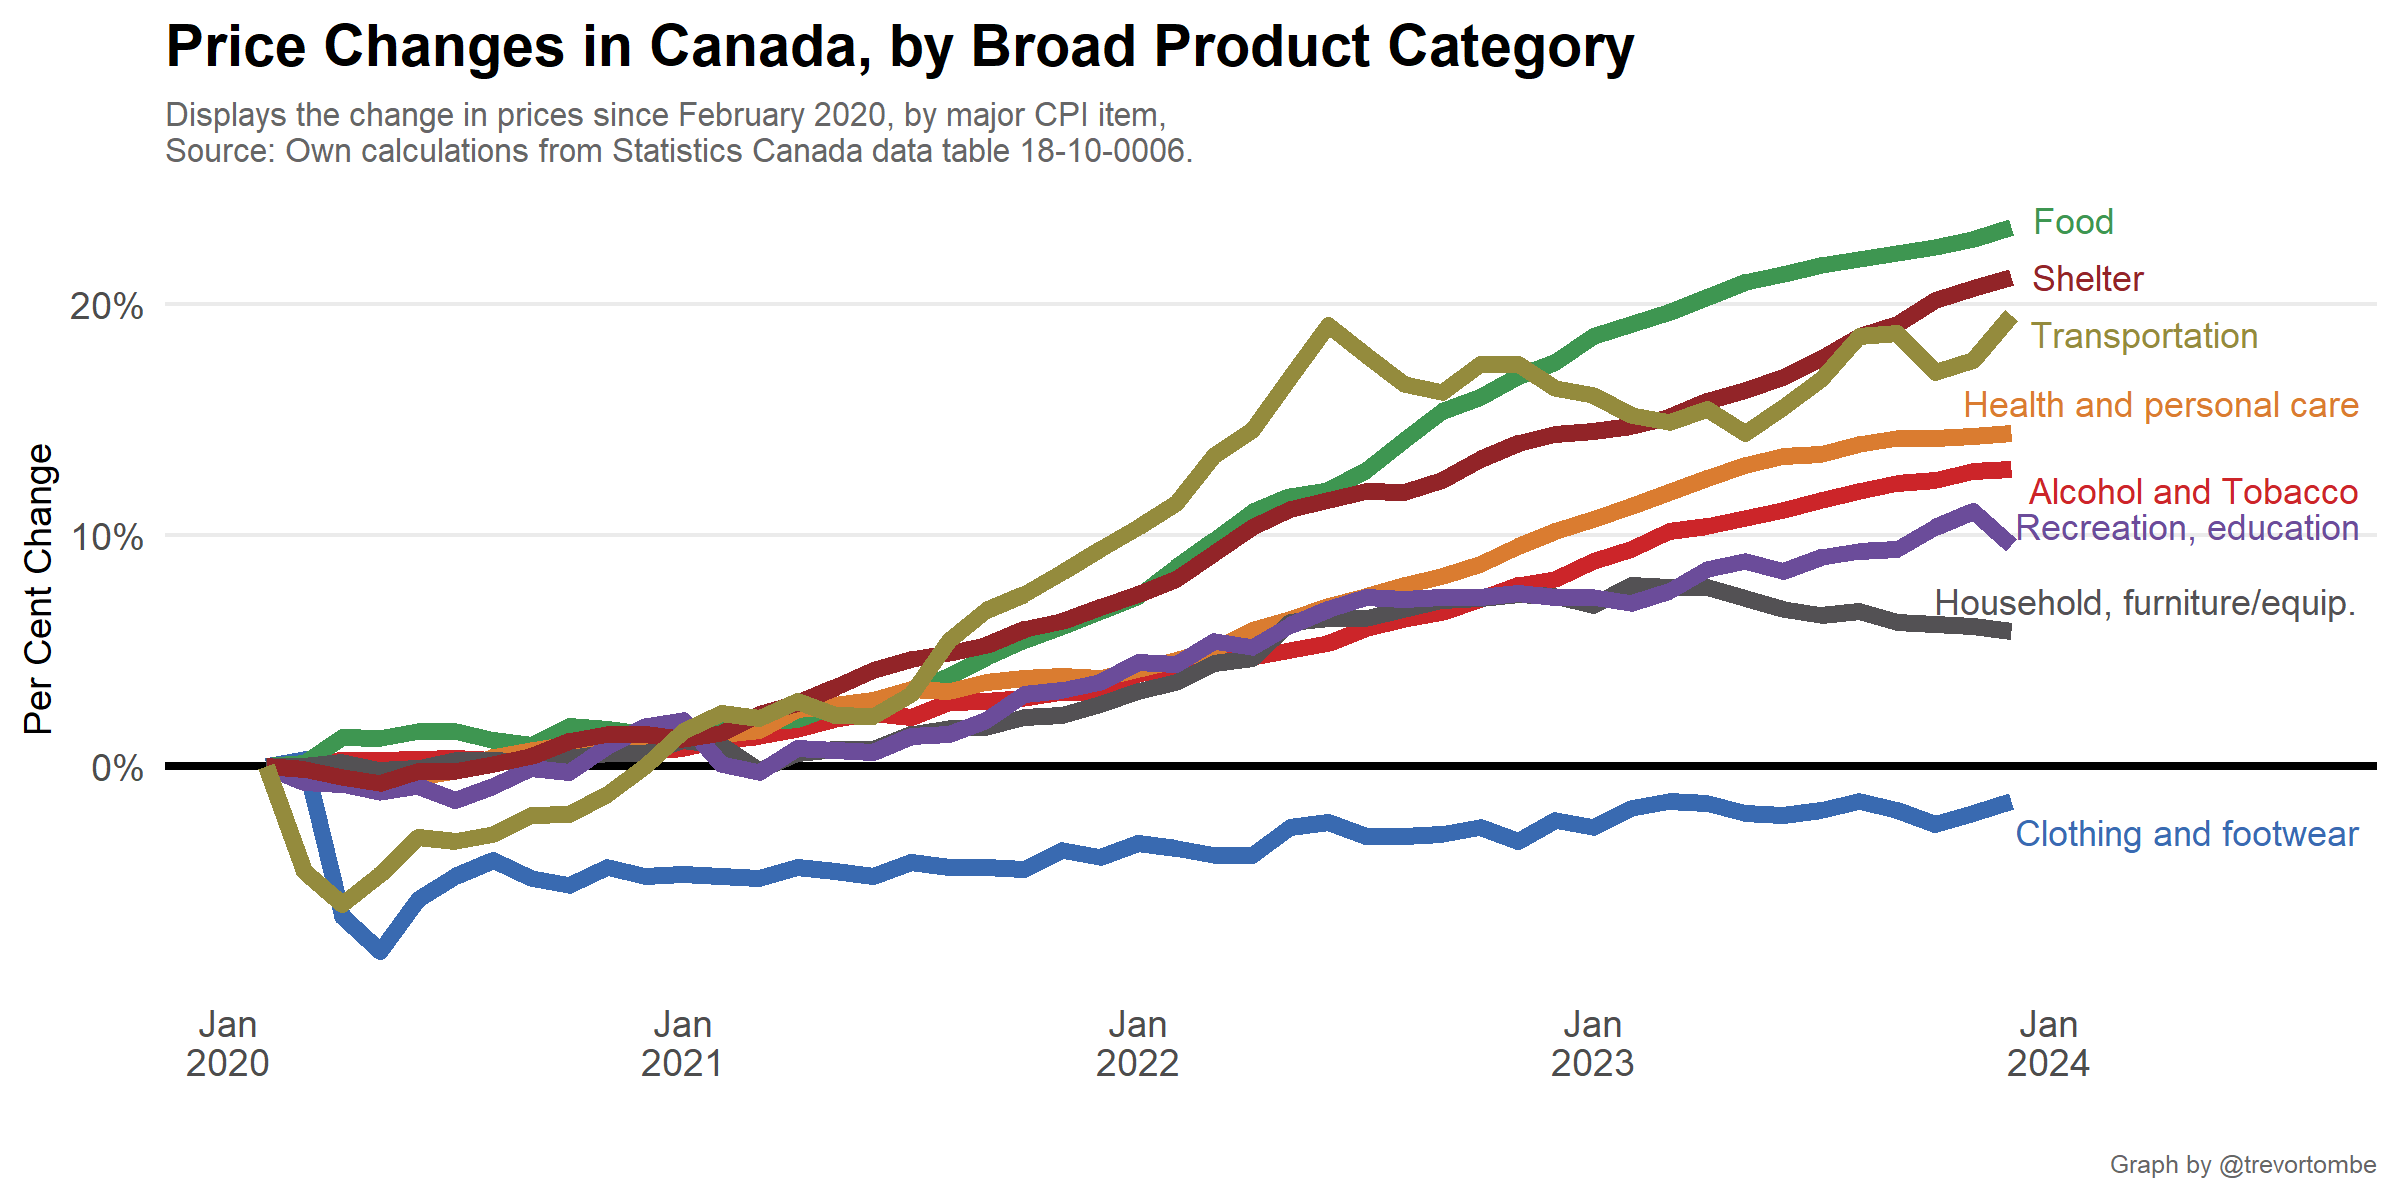 Price Changes in Canada, by Broad Product Category
Displays the change in prices since February 2020, by major CPI item,
Source: Own calculations from Statistics Canada data table 18-10-0006.
Per Cent Change
20%
10%
0%
Food
Shelter
Transportation
Health and personal care
Alcohol and Tobacco
Recreation, education
Household, furniture/equip.
Clothing and footwear
Jan
2020
Jan
2021
Jan
2022
Jan
2023
Jan
2024
Graph by @trevortombe